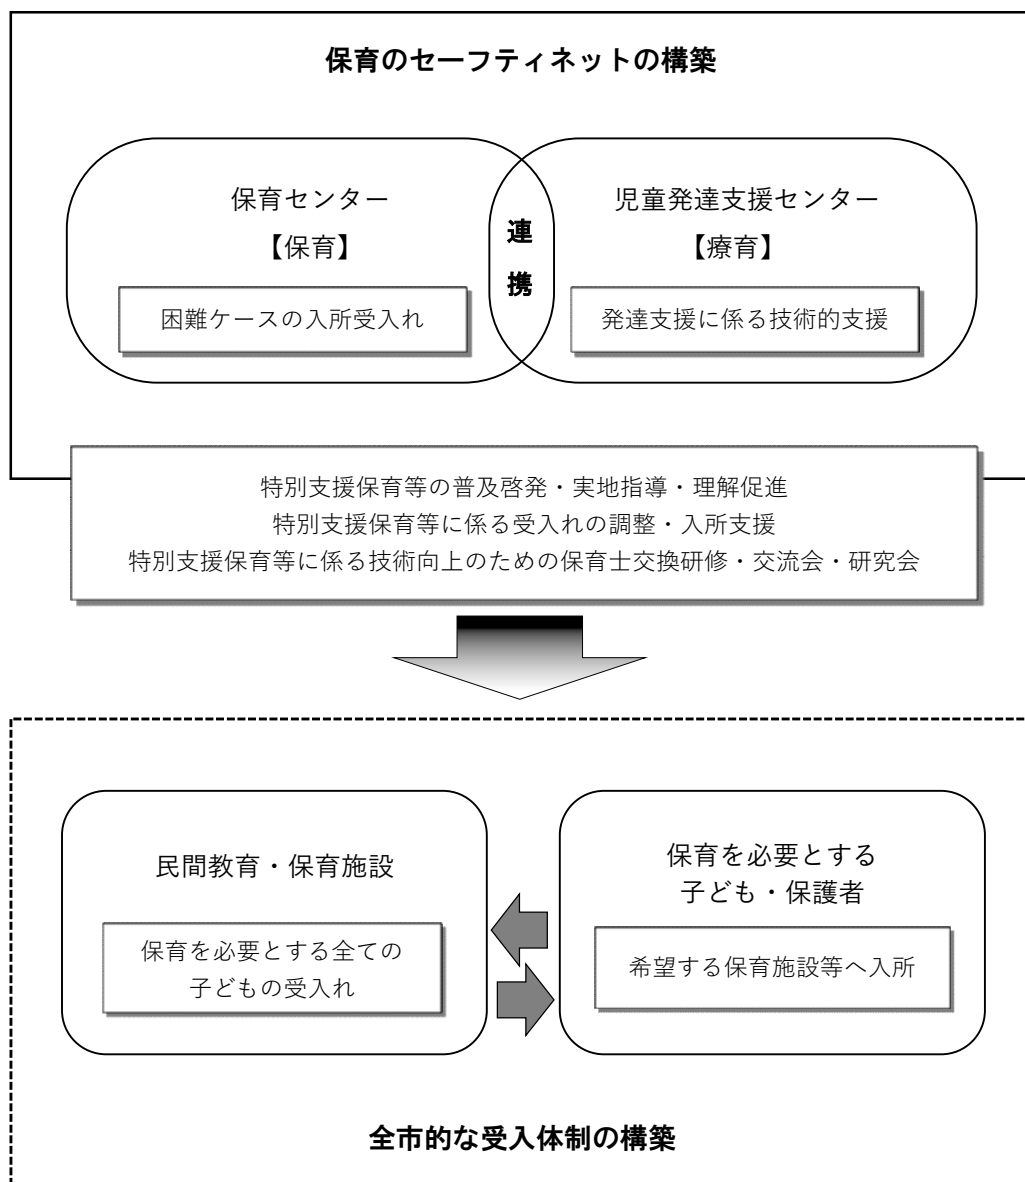 保育のセーフティネットの構築
保育センター
【保育】
困難ケースの入所受入れ
連
携
児童発達支援センター
【療育】
発達支援に係る技術的支援
特別支援保育等の普及啓発・実地指導・理解促進
特別支援保育等に係る受入れの調整・入所支援
特別支援保育等に係る技術向上のための保育士交換研修・交流会・研究会
民間教育・保育施設
保育を必要とする全ての
子どもの受入れ
保育を必要とする
子ども・保護者
希望する保育施設等へ入所
全市的な受入体制の構築